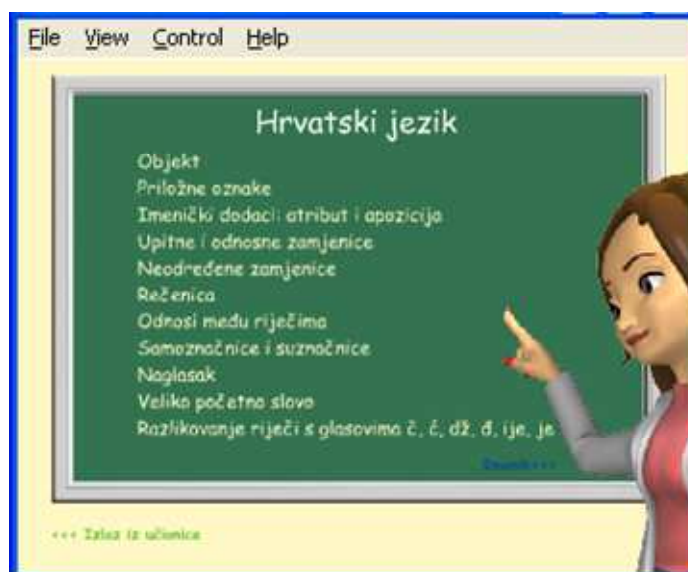 File View Control Help
Hrvatski jezik
Objekt
Priložne oznake
Imenički dodaci: atribut i apozicija
Upitne i odnosne zamjenice
Neodređene zamjenice
Rečenica
Odnosi među riječima
Samoznačnice i suznačnice
Naglasak
Veliko početno slovo
Razlikovanje riječi s glasovima č, ć, dž, đ, ije, je
<<< Izlaz iz učionice